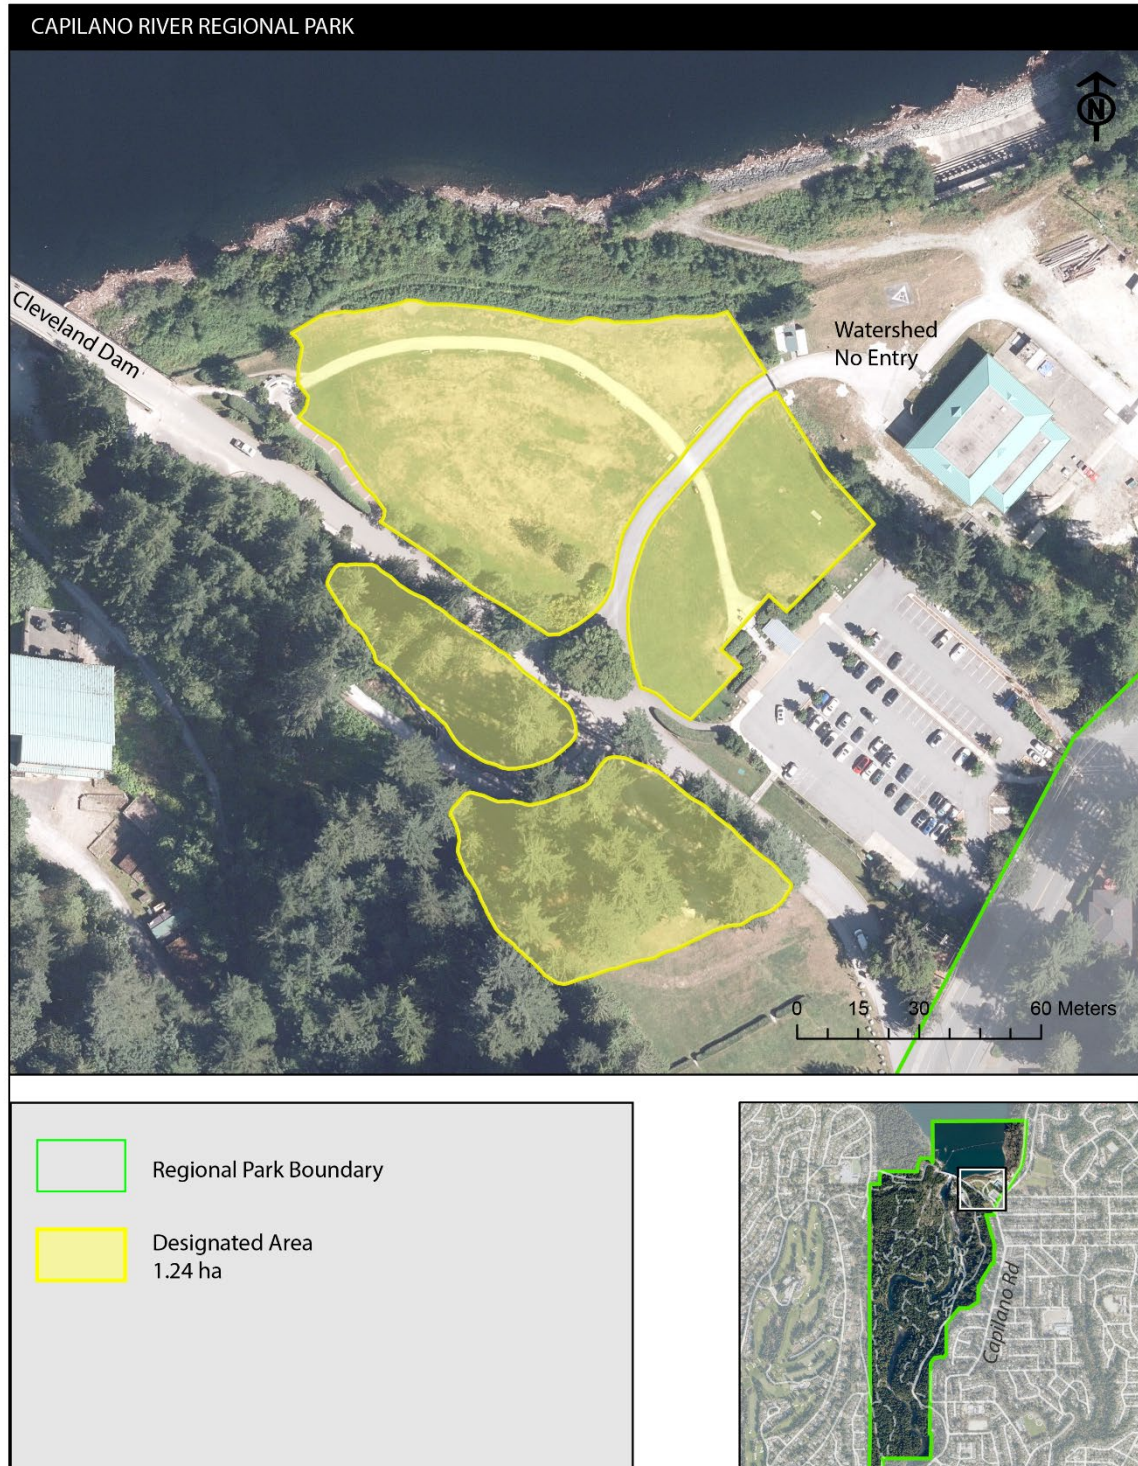 CAPILANO RIVER REGIONAL PARK
N
Cleveland Dam
Watershed
No Entry
0 15 30 60 Meters
Regional Park Boundary
Designated Area
1.24 ha
Capilano Rd